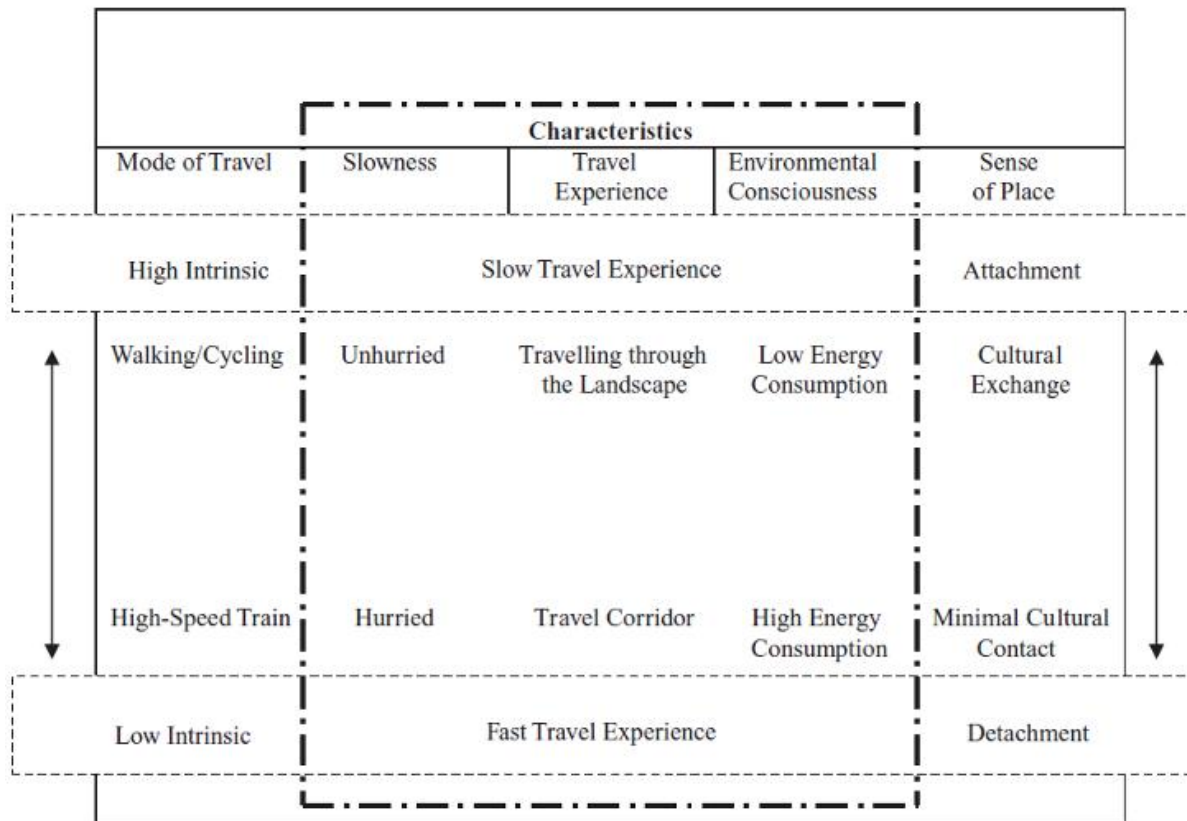 Characteristics
Mode of Travel Slowness Travel Environmental Sense
Experience Consciousness of Place
High Intrinsic Slow Travel Experience Attachment
Walking/Cycling Unhurried Travelling through Low Energy Cultural
the Landscape Consumption Exchange
High-Speed Train Hurried Travel Corridor High Energy Minimal Cultural
Consumption Contact
Low Intrinsic Fast Travel Experience Detachment